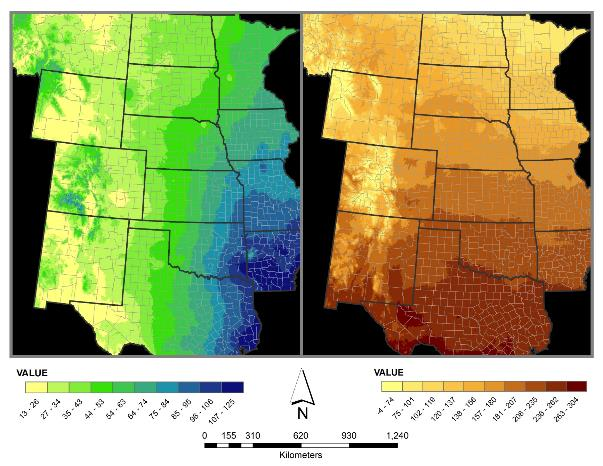 VALUE
13 - 26
27 - 34
35 - 43
44 - 53
54 - 63
64 - 74
75 - 84
85 - 95
96 - 106
107 - 125
N
0 155 310 620 930 1,240
Kilometers
VALUE
-4 - 74
75 - 101
102 - 119
120 - 137
138 - 156
157 - 180
181 - 207
208 - 235
236 - 262
263 - 304